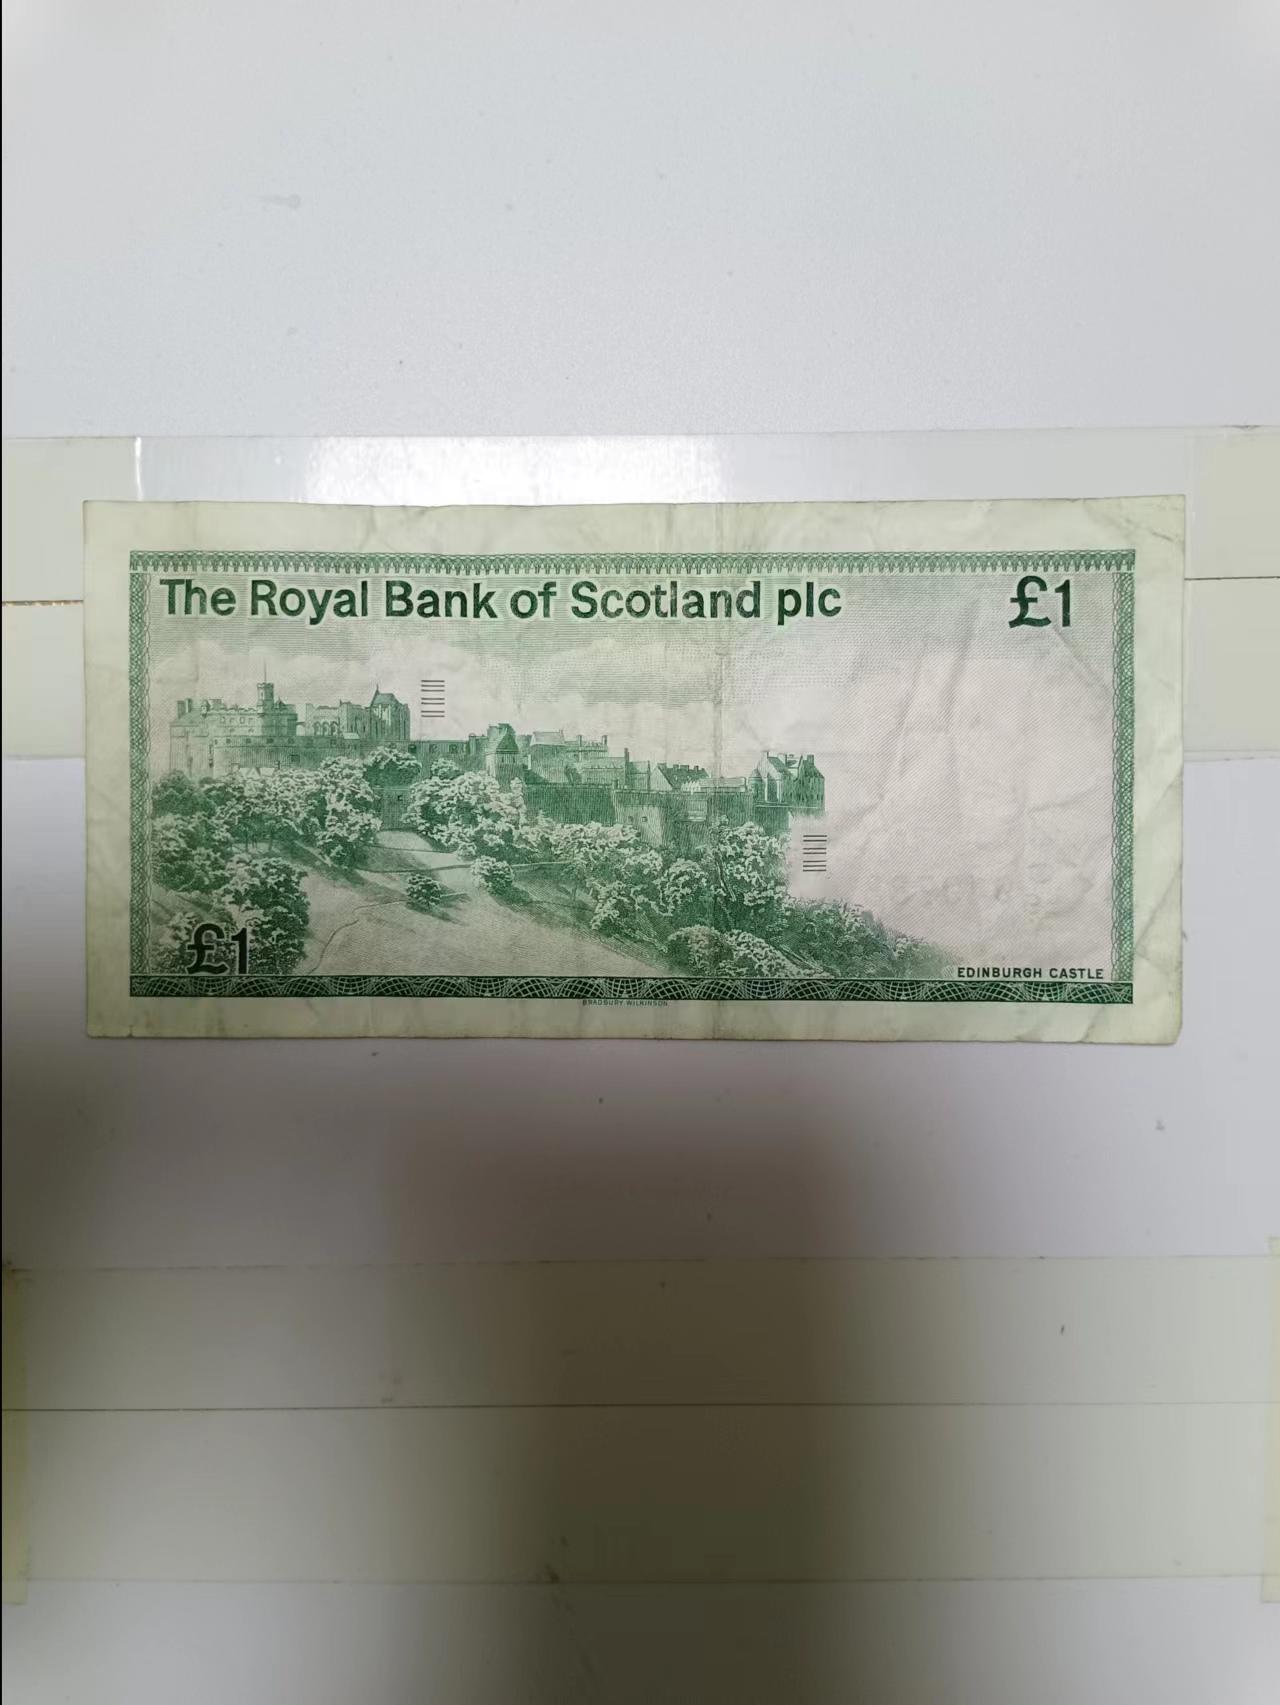 The Royal Bank of Scotland plc £1
£1
EDINBURGH CASTLE
BRADBURY WILKINSON